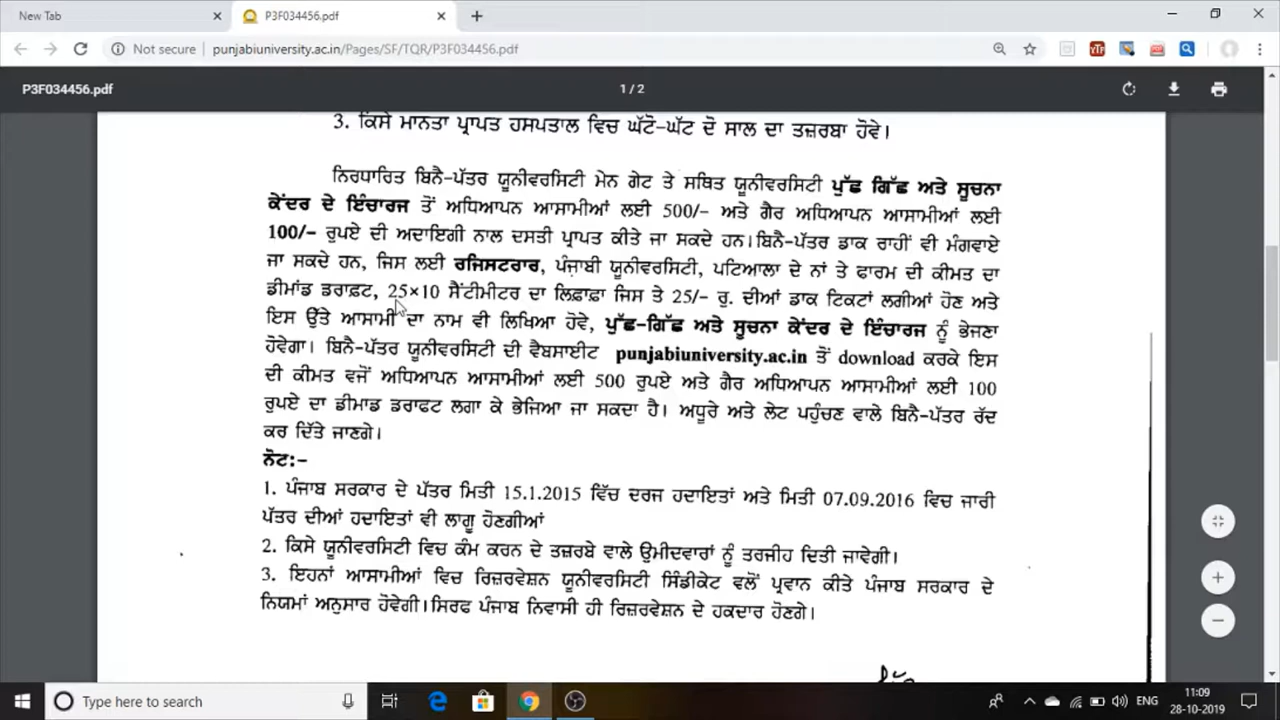 New Tab
P3F034456.pdf
Not secure
punjabiuniversity.ac.in/Pages/SF/TQR/P3F034456.pdf
P3F034456.pdf
1 / 2
3. ਕਿਸੇ ਮਾਨਤਾ ਪ੍ਰਾਪਤ ਹਸਪਤਾਲ ਵਿਚ ਘੱਟੋ-ਘੱਟ ਦੋ ਸਾਲ ਦਾ ਤਜ਼ਰਬਾ ਹੋਵੇ।
ਨਿਰਧਾਰਿਤ ਬਿਨੈ-ਪੱਤਰ ਯੂਨੀਵਰਸਿਟੀ ਮੇਨ ਗੇਟ ਤੇ ਸਥਿਤ ਯੂਨੀਵਰਸਿਟੀ ਪੁੱਛ ਗਿੱਛ ਅਤੇ ਸੂਚਨਾ
ਕੇਂਦਰ ਦੇ ਇੰਚਾਰਜ ਤੋਂ ਅਧਿਆਪਨ ਆਸਾਮੀਆਂ ਲਈ 500/- ਅਤੇ ਗੈਰ ਅਧਿਆਪਨ ਆਸਾਮੀਆਂ ਲਈ
100/- ਰੁਪਏ ਦੀ ਅਦਾਇਗੀ ਨਾਲ ਦਸਤੀ ਪ੍ਰਾਪਤ ਕੀਤੇ ਜਾ ਸਕਦੇ ਹਨ।ਬਿਨੈ-ਪੱਤਰ ਡਾਕ ਰਾਹੀਂ ਵੀ ਮੰਗਵਾਏ
ਜਾ ਸਕਦੇ ਹਨ, ਜਿਸ ਲਈ ਰਜਿਸਟਰਾਰ, ਪੰਜਾਬੀ ਯੂਨੀਵਰਸਿਟੀ, ਪਟਿਆਲਾ ਦੇ ਨਾਂ ਤੇ ਫਾਰਮ ਦੀ ਕੀਮਤ ਦਾ
ਡੀਮਾਂਡ ਡਰਾਫ਼ਟ, 25×10 ਸੈਂਟੀਮੀਟਰ ਦਾ ਲਿਫ਼ਾਫ਼ਾ ਜਿਸ ਤੇ 25/- ਰੁ. ਦੀਆਂ ਡਾਕ ਟਿਕਟਾਂ ਲਗੀਆਂ ਹੋਣ ਅਤੇ
ਇਸ ਉੱਤੇ ਆਸਾਮੀ ਦਾ ਨਾਮ ਵੀ ਲਿਖਿਆ ਹੋਵੇ, ਪੁੱਛ-ਗਿੱਛ ਅਤੇ ਸੂਚਨਾ ਕੇਂਦਰ ਦੇ ਇੰਚਾਰਜ ਨੂੰ ਭੇਜਣਾ
ਹੋਵੇਗਾ। ਬਿਨੈ-ਪੱਤਰ ਯੂਨੀਵਰਸਿਟੀ ਦੀ ਵੈਬਸਾਈਟ punjabiuniversity.ac.in ਤੋਂ download ਕਰਕੇ ਇਸ
ਦੀ ਕੀਮਤ ਵਜੋਂ ਅਧਿਆਪਨ ਆਸਾਮੀਆਂ ਲਈ 500 ਰੁਪਏ ਅਤੇ ਗੈਰ ਅਧਿਆਪਨ ਆਸਾਮੀਆਂ ਲਈ 100
ਰੁਪਏ ਦਾ ਡੀਮਾਡ ਡਰਾਫਟ ਲਗਾ ਕੇ ਭੇਜਿਆ ਜਾ ਸਕਦਾ ਹੈ। ਅਧੂਰੇ ਅਤੇ ਲੇਟ ਪਹੁੰਚਣ ਵਾਲੇ ਬਿਨੈ-ਪੱਤਰ ਰੱਦ
ਕਰ ਦਿੱਤੇ ਜਾਣਗੇ।
ਨੋਟ:-
1. ਪੰਜਾਬ ਸਰਕਾਰ ਦੇ ਪੱਤਰ ਮਿਤੀ 15.1.2015 ਵਿੱਚ ਦਰਜ ਹਦਾਇਤਾਂ ਅਤੇ ਮਿਤੀ 07.09.2016 ਵਿਚ ਜਾਰੀ
ਪੱਤਰ ਦੀਆਂ ਹਦਾਇਤਾਂ ਵੀ ਲਾਗੂ ਹੋਣਗੀਆਂ
2. ਕਿਸੇ ਯੂਨੀਵਰਸਿਟੀ ਵਿਚ ਕੰਮ ਕਰਨ ਦੇ ਤਜ਼ਰਬੇ ਵਾਲੇ ਉਮੀਦਵਾਰਾਂ ਨੂੰ ਤਰਜੀਹ ਦਿਤੀ ਜਾਵੇਗੀ।
3. ਇਹਨਾਂ ਆਸਾਮੀਆਂ ਵਿਚ ਰਿਜ਼ਰਵੇਸ਼ਨ ਯੂਨੀਵਰਸਿਟੀ ਸਿੰਡੀਕੇਟ ਵਲੋਂ ਪ੍ਰਵਾਨ ਕੀਤੇ ਪੰਜਾਬ ਸਰਕਾਰ ਦੇ
ਨਿਯਮਾਂ ਅਨੁਸਾਰ ਹੋਵੇਗੀ।ਸਿਰਫ ਪੰਜਾਬ ਨਿਵਾਸੀ ਹੀ ਰਿਜ਼ਰਵੇਸ਼ਨ ਦੇ ਹਕਦਾਰ ਹੋਣਗੇ।
Type here to search
ENG
11:09
28-10-2019